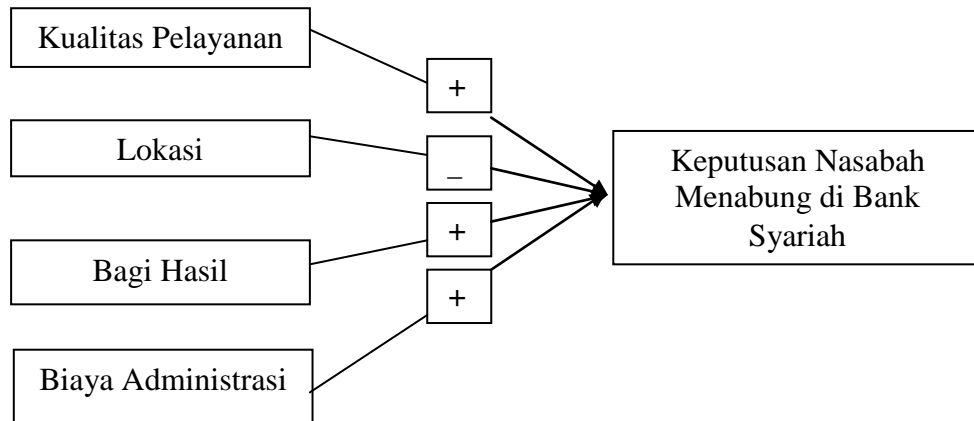 Kualitas Pelayanan
+
Lokasi
_
Bagi Hasil
+
Biaya Administrasi
+
Keputusan Nasabah
Menabung di Bank
Syariah